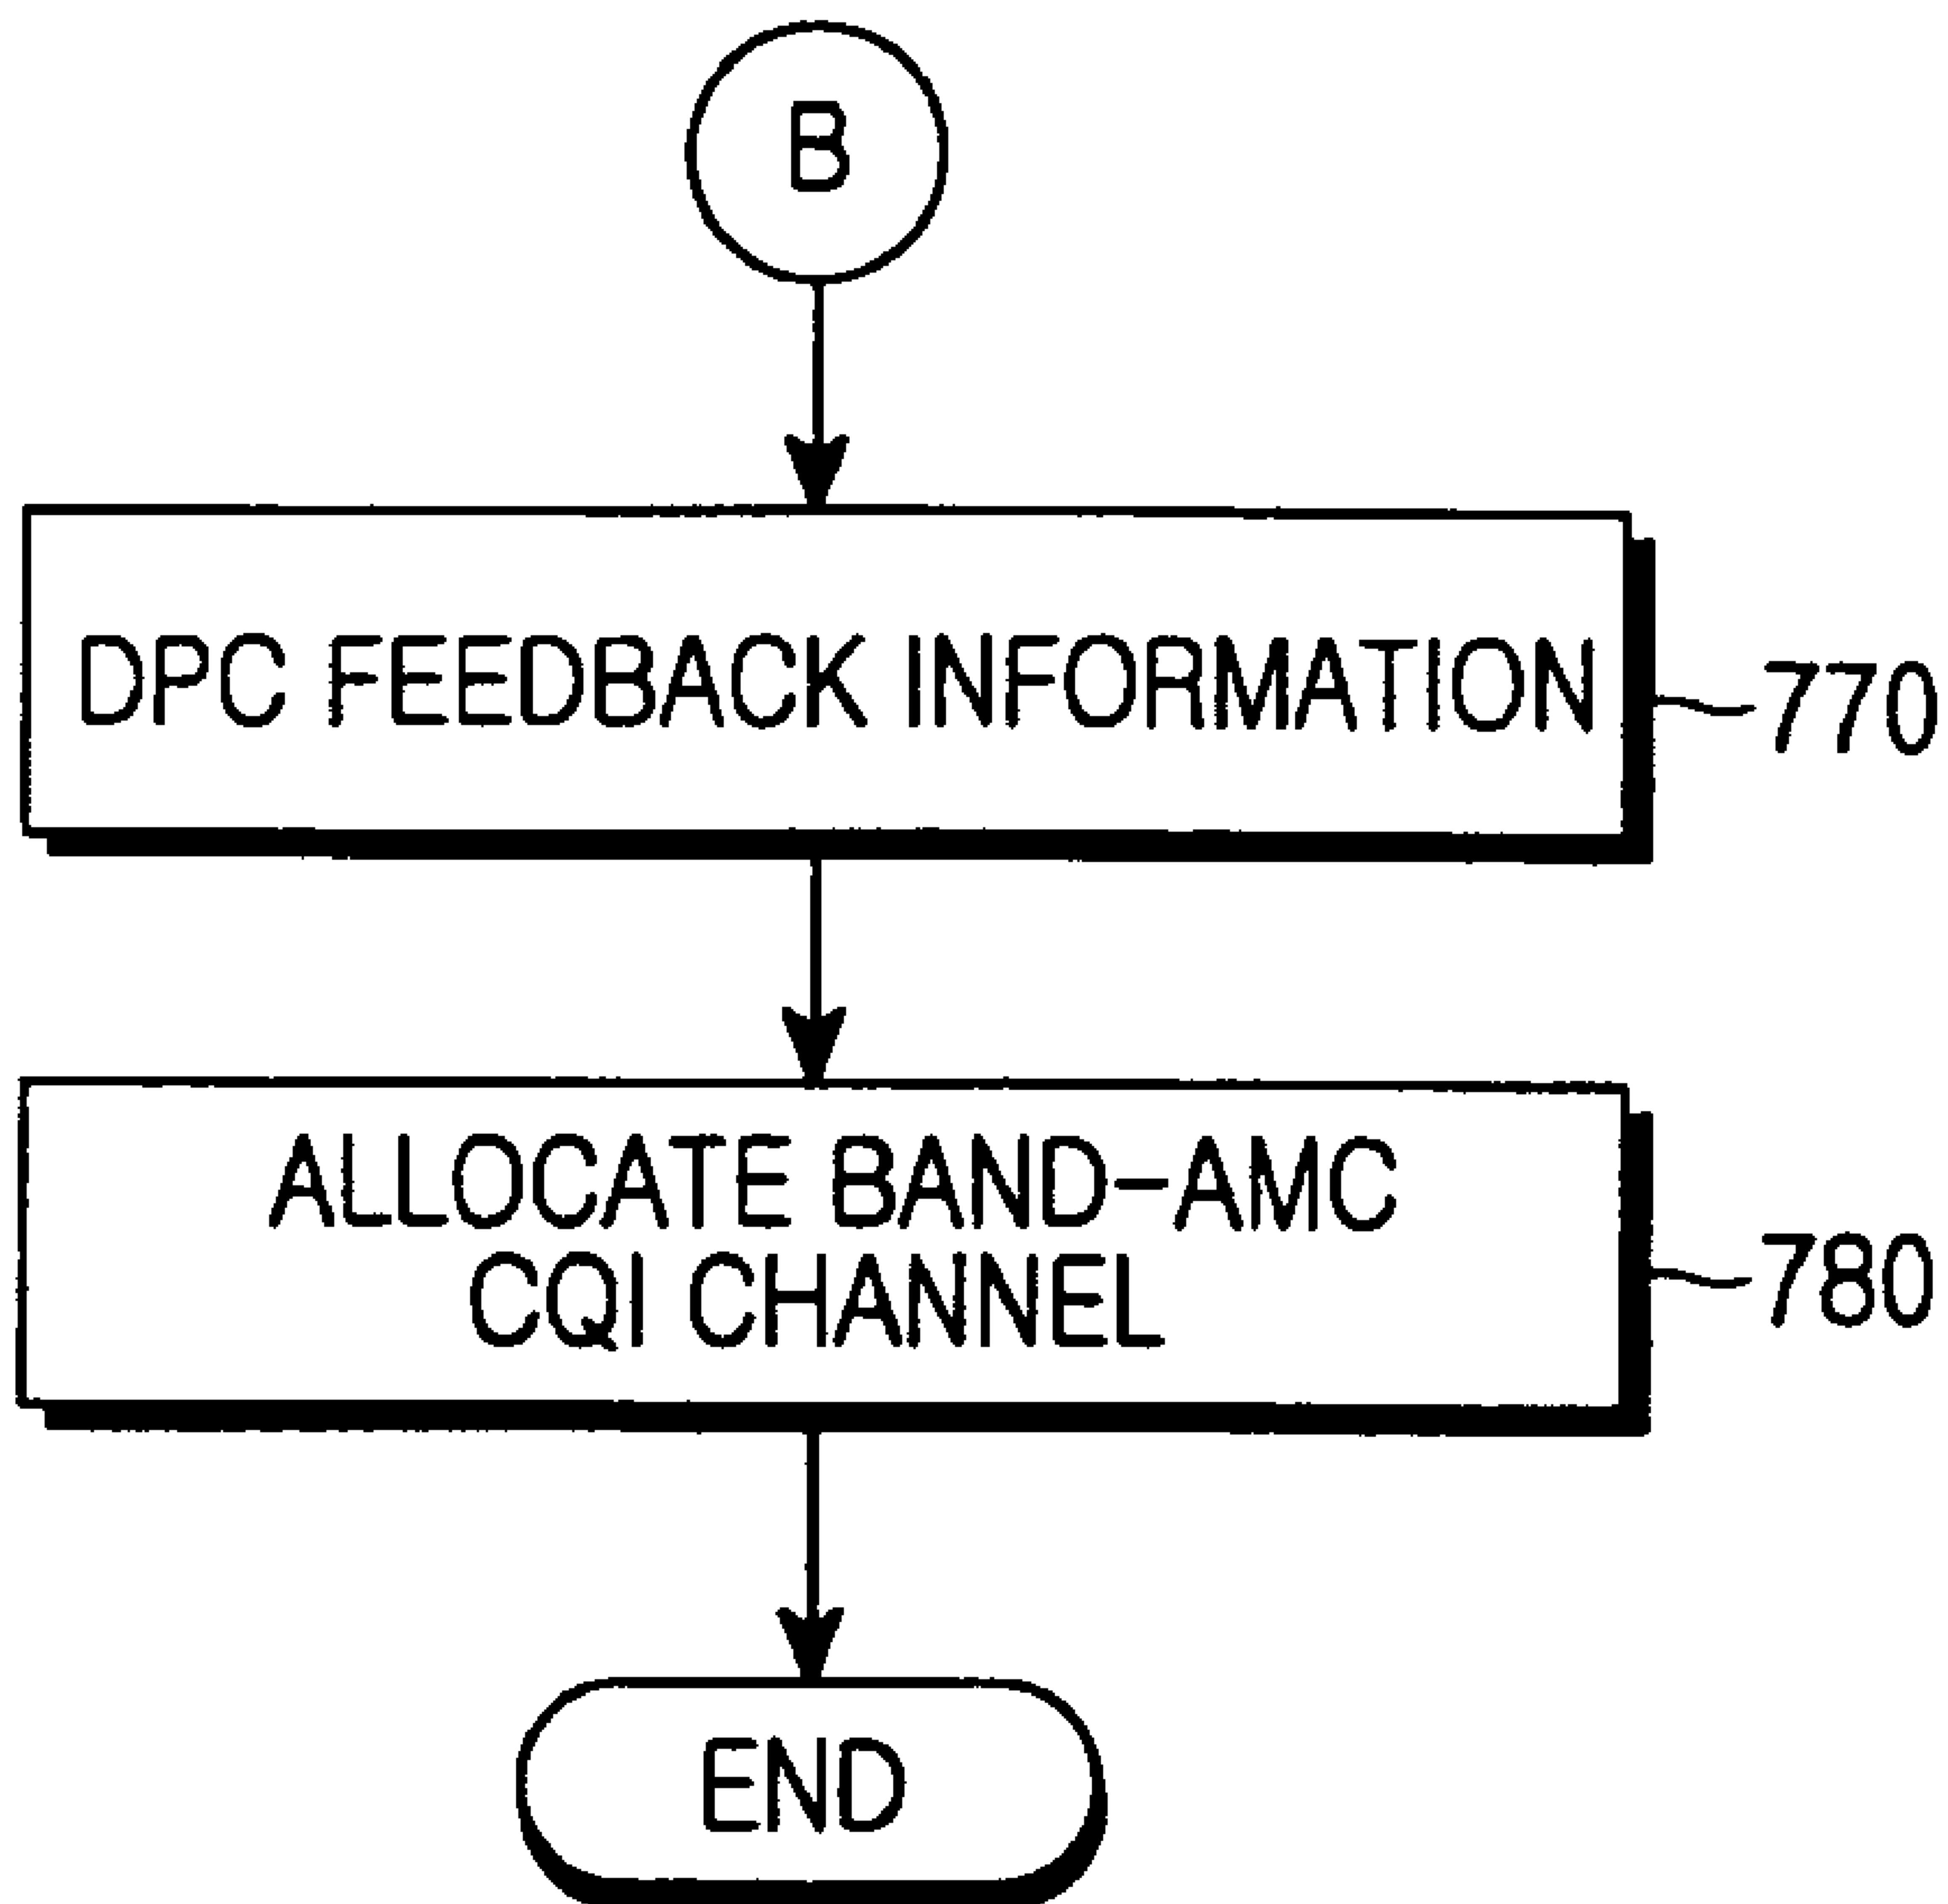 B
DPC FEEDBACK INFORMATION
770
ALLOCATE BAND-AMC
CQI CHANNEL
780
END